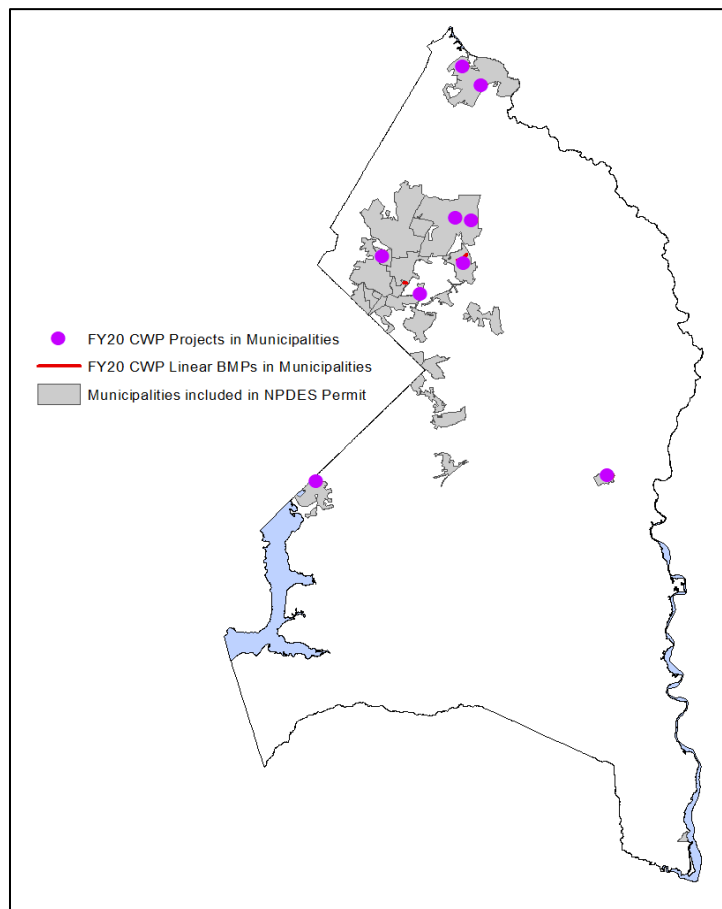 FY20 CWP Projects in Municipalities
FY20 CWP Linear BMPs in Municipalities
Municipalities included in NPDES Permit